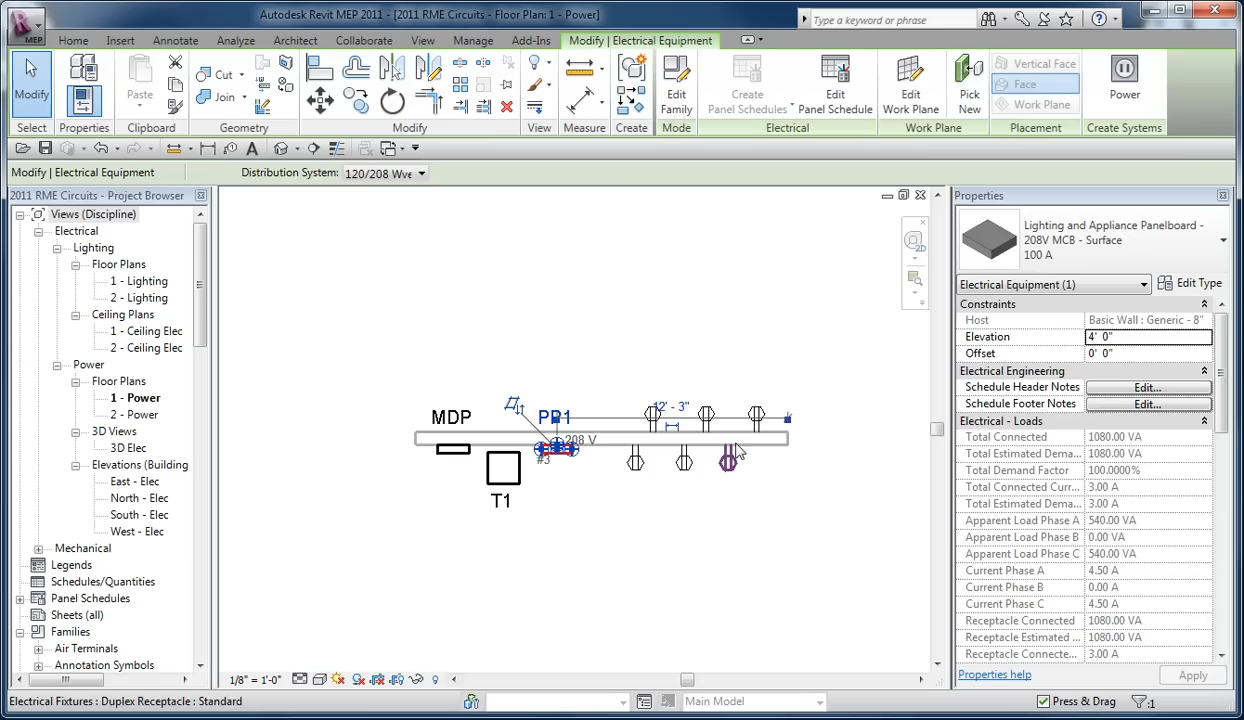 Autodesk Revit MEP 2011 - [2011 RME Circuits - Floor Plan: 1 - Power]
Type a keyword or phrase
MEP
Home Insert Annotate Analyze Architect Collaborate View Manage Add-Ins Modify | Electrical Equipment
Modify
Paste
Cut
Join
Edit
Family
Create
Panel Schedules
Edit
Panel Schedule
Edit
Work Plane
Pick
New
Vertical Face
Face
Work Plane
Power
Select Properties Clipboard Geometry Modify View Measure Create Mode Electrical Work Plane Placement Create Systems
Modify | Electrical Equipment
Distribution System: 120/208 Wye
2011 RME Circuits - Project Browser
Views (Discipline)
Electrical
Lighting
Floor Plans
1 - Lighting
2 - Lighting
Ceiling Plans
1 - Ceiling Elec
2 - Ceiling Elec
Power
Floor Plans
1 - Power
2 - Power
3D Views
3D Elec
Elevations (Building
East - Elec
North - Elec
South - Elec
West - Elec
Mechanical
Legends
Schedules/Quantities
Panel Schedules
Sheets (all)
Families
Air Terminals
Annotation Symbols
2D
MDP
PP1
12' - 3"
208 V
#3
T1
Properties
Lighting and Appliance Panelboard -
208V MCB - Surface
100 A
Electrical Equipment (1)
Edit Type
Constraints
Host Basic Wall : Generic - 8"
Elevation 4' 0"
Offset 0' 0"
Electrical Engineering
Schedule Header Notes Edit...
Schedule Footer Notes Edit...
Electrical - Loads
Total Connected 1080.00 VA
Total Estimated Dema... 1080.00 VA
Total Demand Factor 100.0000%
Total Connected Curr... 3.00 A
Total Estimated Dema... 3.00 A
Apparent Load Phase A 540.00 VA
Apparent Load Phase B 0.00 VA
Apparent Load Phase C 540.00 VA
Current Phase A 4.50 A
Current Phase B 0.00 A
Current Phase C 4.50 A
Receptacle Connected 1080.00 VA
Receptacle Estimated ... 1080.00 VA
Receptacle Connecte... 3.00 A
Properties help
Apply
1/8" = 1'-0"
Electrical Fixtures : Duplex Receptacle : Standard
Main Model
Press & Drag
:1